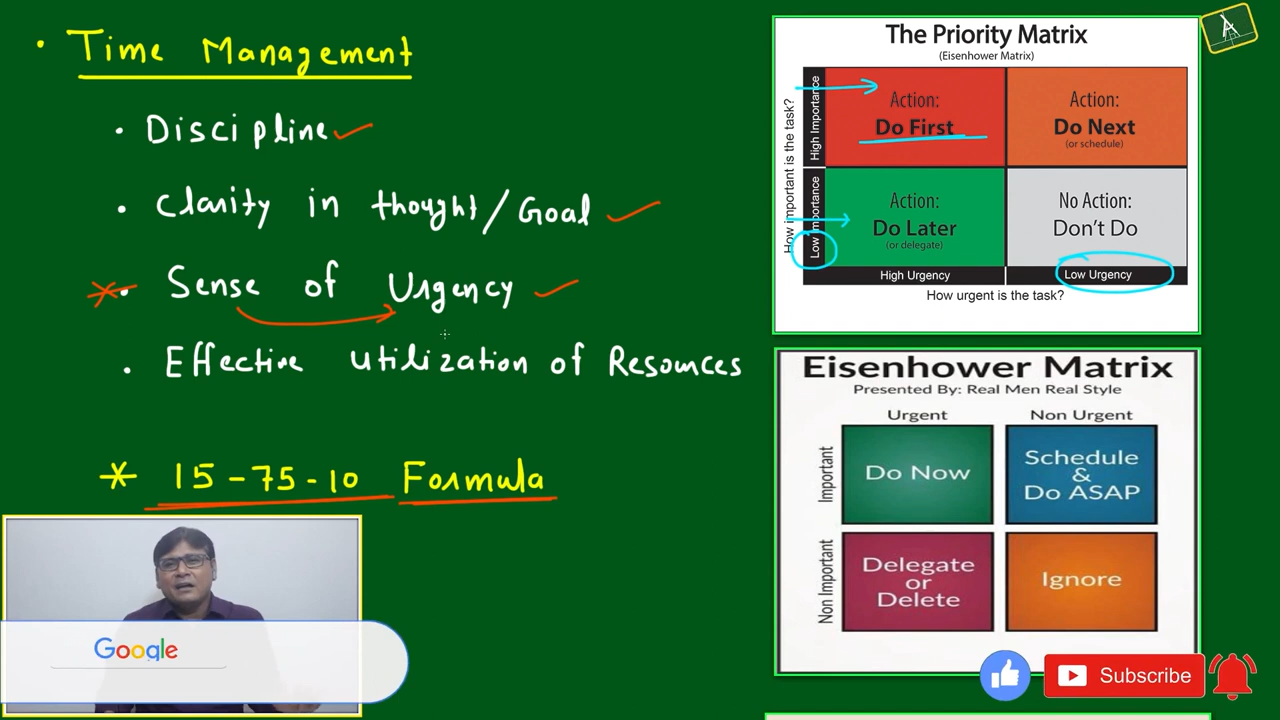 Time Management
Discipline
Clarity in thought/Goal
Sense of Urgency
Effective Utilization of Resources
* 15-75-10 Formula
Google
The Priority Matrix
(Eisenhower Matrix)
How important is the task?
High Importance
Action:
Do First
Action:
Do Next
(or schedule)
Low Importance
Action:
Do Later
(or delegate)
No Action:
Don't Do
High Urgency
Low Urgency
How urgent is the task?
Eisenhower Matrix
Presented By: Real Men Real Style
Urgent
Non Urgent
Important
Do Now
Schedule
&
Do ASAP
Non Important
Delegate
or
Delete
Ignore
Subscribe